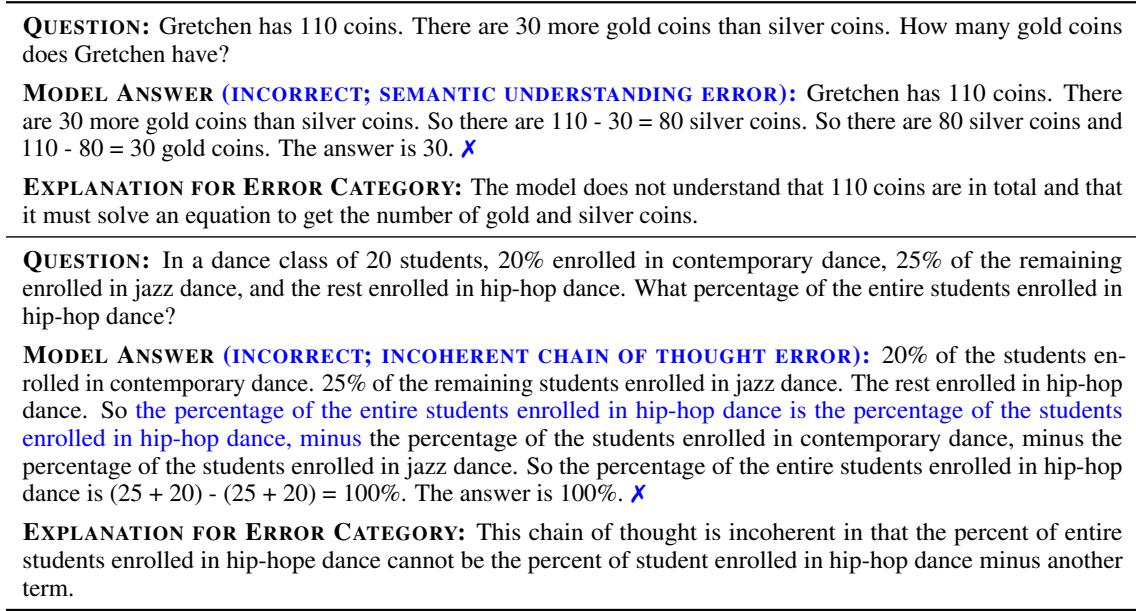 QUESTION: Gretchen has 110 coins. There are 30 more gold coins than silver coins. How many gold coins
does Gretchen have?
MODEL ANSWER (INCORRECT; SEMANTIC UNDERSTANDING ERROR): Gretchen has 110 coins. There
are 30 more gold coins than silver coins. So there are 110 - 30 = 80 silver coins. So there are 80 silver coins and
110 - 80 = 30 gold coins. The answer is 30. ✗
EXPLANATION FOR ERROR CATEGORY: The model does not understand that 110 coins are in total and that
it must solve an equation to get the number of gold and silver coins.
QUESTION: In a dance class of 20 students, 20% enrolled in contemporary dance, 25% of the remaining
enrolled in jazz dance, and the rest enrolled in hip-hop dance. What percentage of the entire students enrolled in
hip-hop dance?
MODEL ANSWER (INCORRECT; INCOHERENT CHAIN OF THOUGHT ERROR): 20% of the students en-
rolled in contemporary dance. 25% of the remaining students enrolled in jazz dance. The rest enrolled in hip-hop
dance. So the percentage of the entire students enrolled in hip-hop dance is the percentage of the students
enrolled in hip-hop dance, minus the percentage of the students enrolled in contemporary dance, minus the
percentage of the students enrolled in jazz dance. So the percentage of the entire students enrolled in hip-hop
dance is (25 + 20) - (25 + 20) = 100%. The answer is 100%. ✗
EXPLANATION FOR ERROR CATEGORY: This chain of thought is incoherent in that the percent of entire
students enrolled in hip-hope dance cannot be the percent of student enrolled in hip-hop dance minus another
term.